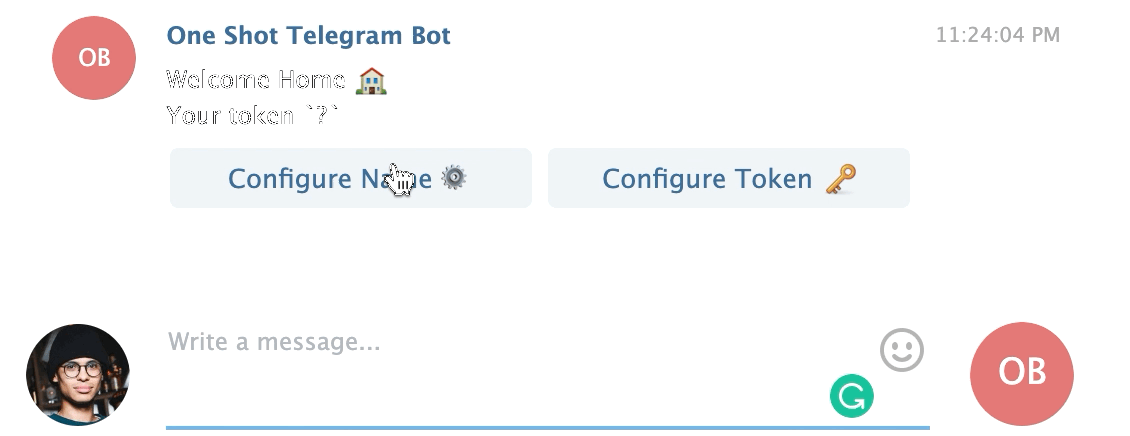 OB
One Shot Telegram Bot
11:24:04 PM
Welcome Home 🏠
Your token `?`
Configure Name ⚙️
Configure Token 🔑
Write a message...
OB